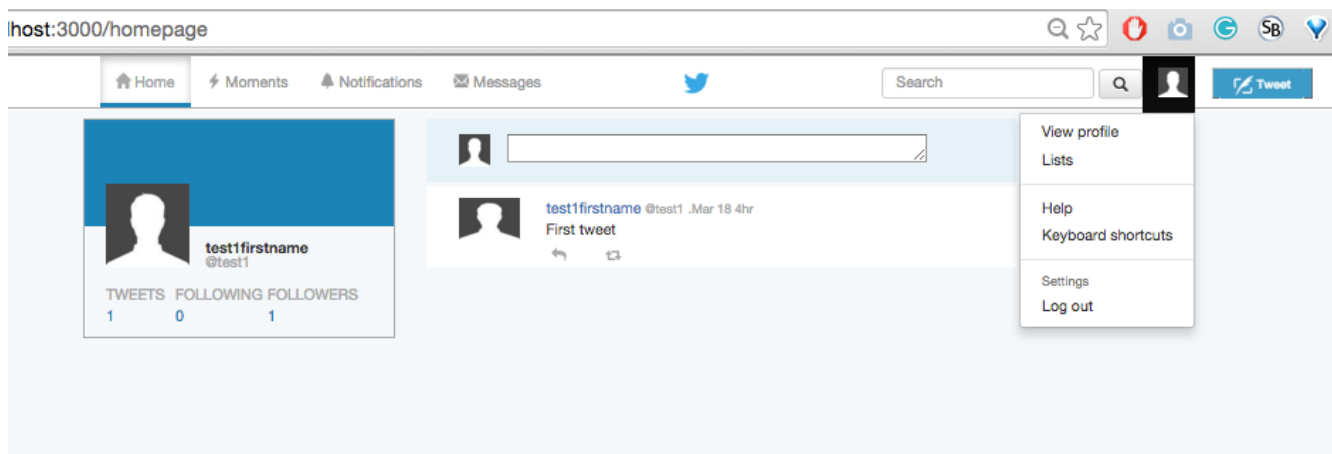 lhost:3000/homepage
Home Moments Notifications Messages Search Tweet
test1firstname
@test1
TWEETS FOLLOWING FOLLOWERS
1 0 1
test1firstname @test1 .Mar 18 4hr
First tweet
View profile
Lists
Help
Keyboard shortcuts
Settings
Log out
SB